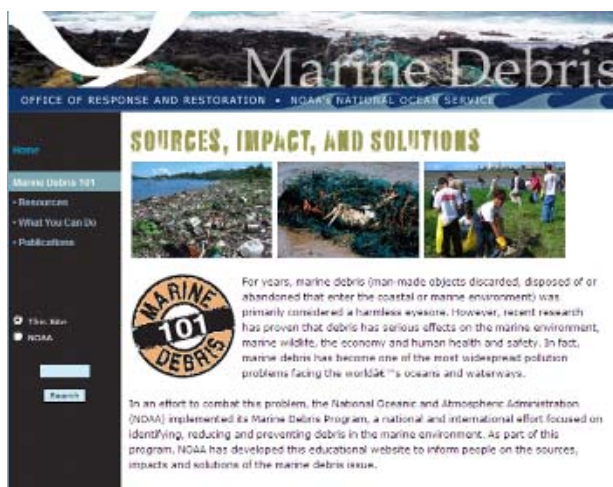 Marine Debris
OFFICE OF RESPONSE AND RESTORATION • NOAA's NATIONAL OCEAN SERVICE
Home
Marine Debris 101
• Resources
• What You Can Do
• Publications
This Site
NOAA
Search
SOURCES, IMPACT, AND SOLUTIONS
MARINE
101
DEBRIS
For years, marine debris (man-made objects discarded, disposed of or
abandoned that enter the coastal or marine environment) was
primarily considered a harmless eyesore. However, recent research
has proven that debris has serious effects on the marine environment,
marine wildlife, the economy and human health and safety. In fact,
marine debris has become one of the most widespread pollution
problems facing the worldâ€™s oceans and waterways.
In an effort to combat this problem, the National Oceanic and Atmospheric Administration
(NOAA) implemented its Marine Debris Program, a national and international effort focused on
identifying, reducing and preventing debris in the marine environment. As part of this
program, NOAA has developed this educational website to inform people on the sources,
impacts and solutions of the marine debris issue.